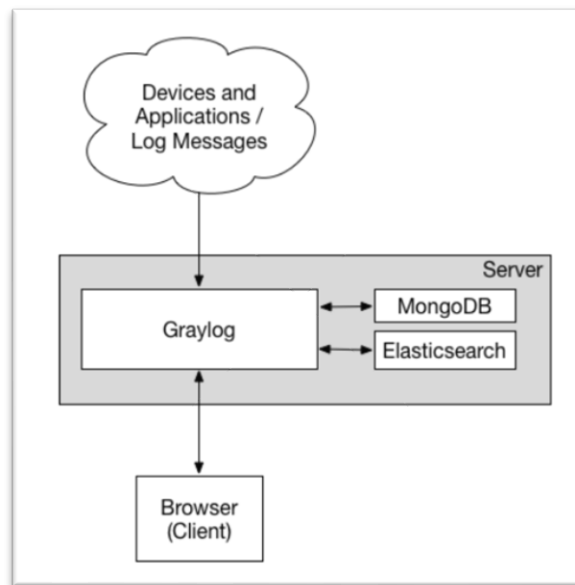 Devices and
Applications /
Log Messages
Server
MongoDB
Graylog
Elasticsearch
Browser
(Client)